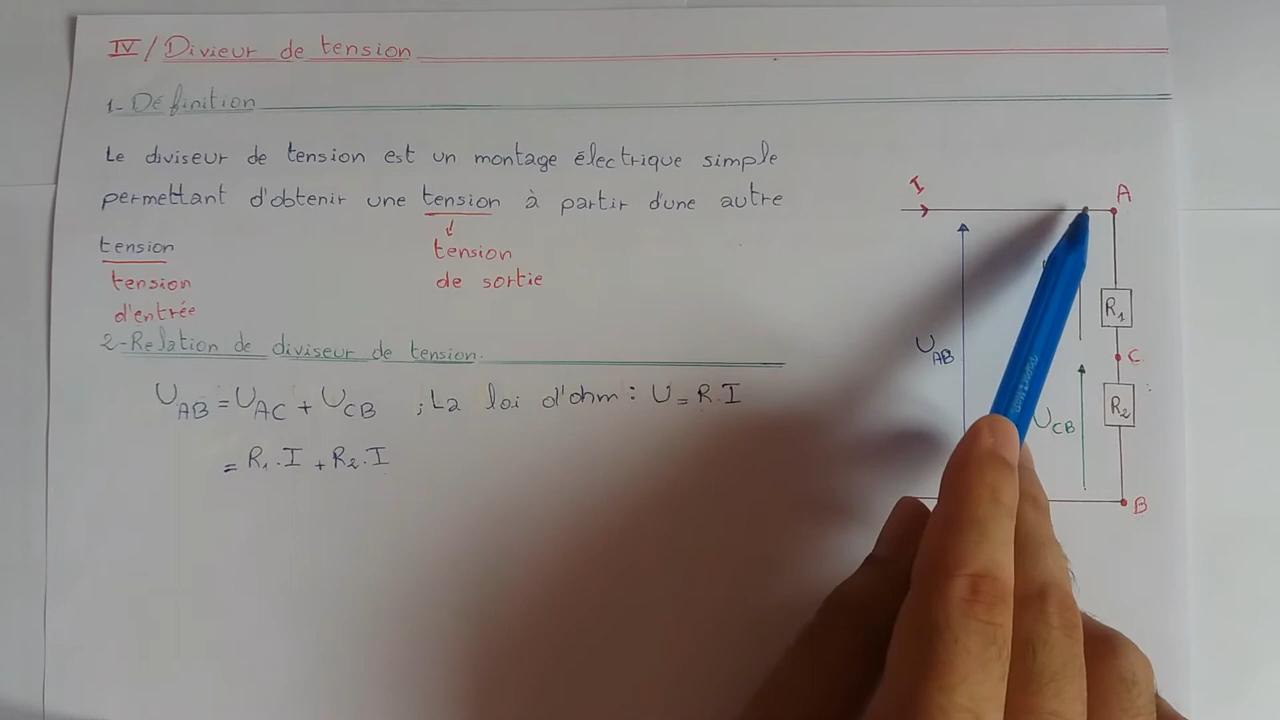 IV/ Divieur de tension
1- Définition
Le diviseur de tension est un montage électrique simple
permettant d'obtenir une tension à partir d'une autre
tension
tension
de sortie
tension
d'entrée
2-Relation de diviseur de tension.
U_AB = U_AC + U_CB ; La loi d'ohm : U = R.I
= R₁.I + R₂.I
I
A
R₁
U_AB
C
R₂
U_CB
B